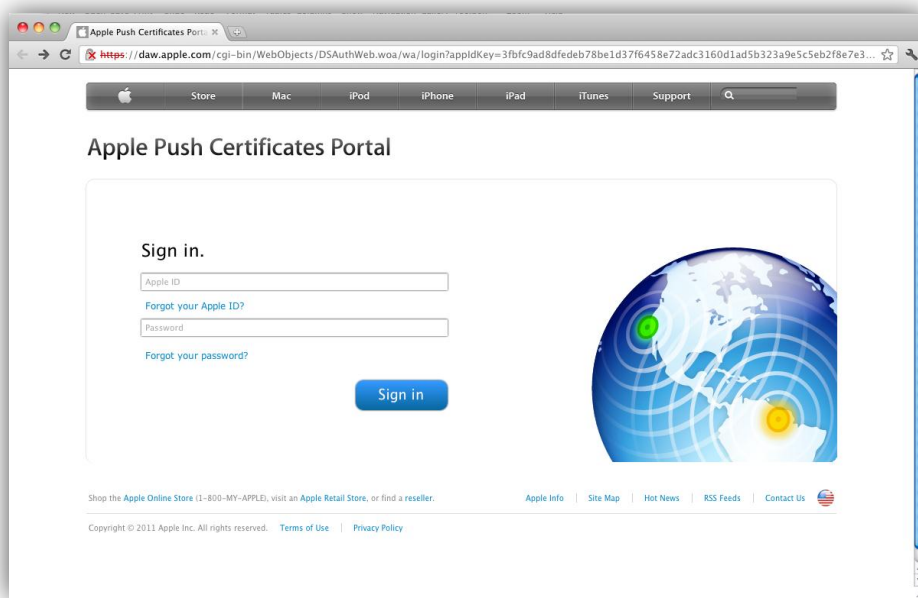 Apple Push Certificates Porta
https://daw.apple.com/cgi-bin/WebObjects/DSAuthWeb.woa/wa/login?appIdKey=3fbfc9ad8dfedeb78be1d37f6458e72adc3160d1ad5b323a9e5c5eb2f8e7e3...
Store Mac iPod iPhone iPad iTunes Support
Apple Push Certificates Portal
Sign in.
Apple ID
Forgot your Apple ID?
Password
Forgot your password?
Sign in
Shop the Apple Online Store (1-800-MY-APPLE), visit an Apple Retail Store, or find a reseller. Apple Info Site Map Hot News RSS Feeds Contact Us
Copyright © 2011 Apple Inc. All rights reserved. Terms of Use Privacy Policy